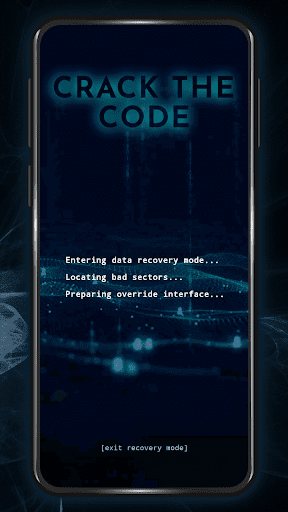 CRACK THE
CODE
Entering data recovery mode...
Locating bad sectors...
Preparing override interface...
[exit recovery mode]